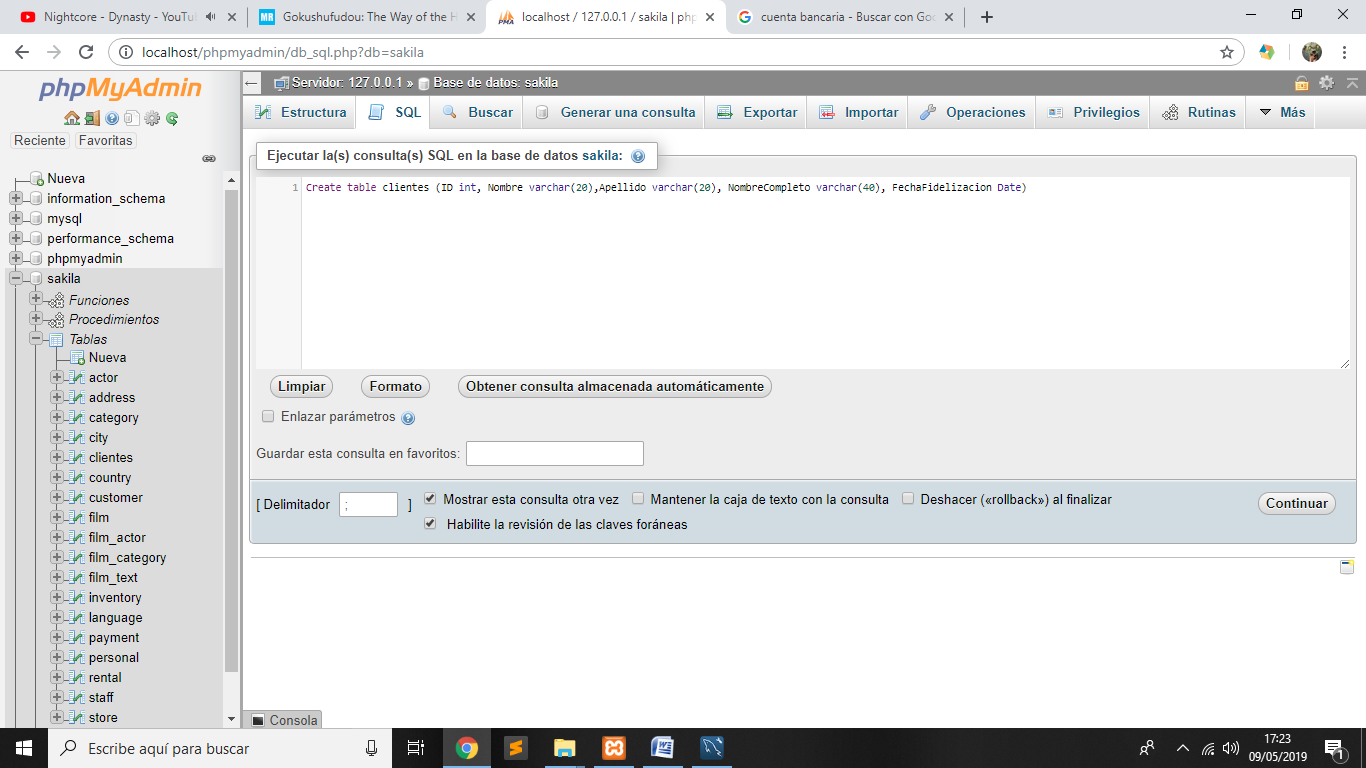 Nightcore - Dynasty - YouTu
Gokushufudou: The Way of the H
localhost / 127.0.0.1 / sakila | php
cuenta bancaria - Buscar con Goo
localhost/phpmyadmin/db_sql.php?db=sakila
phpMyAdmin
Reciente
Favoritas
Nueva
information_schema
mysql
performance_schema
phpmyadmin
sakila
Funciones
Procedimientos
Tablas
Nueva
actor
address
category
city
clientes
country
customer
film
film_actor
film_category
film_text
inventory
language
payment
personal
rental
staff
store
Servidor: 127.0.0.1 » Base de datos: sakila
Estructura
SQL
Buscar
Generar una consulta
Exportar
Importar
Operaciones
Privilegios
Rutinas
Más
Ejecutar la(s) consulta(s) SQL en la base de datos sakila:
1 Create table clientes (ID int, Nombre varchar(20),Apellido varchar(20), NombreCompleto varchar(40), FechaFidelizacion Date)
Limpiar
Formato
Obtener consulta almacenada automáticamente
Enlazar parámetros
Guardar esta consulta en favoritos:
[ Delimitador ; ]
Mostrar esta consulta otra vez
Mantener la caja de texto con la consulta
Deshacer («rollback») al finalizar
Habilite la revisión de las claves foráneas
Continuar
Consola
Escribe aquí para buscar
17:23
09/05/2019
1